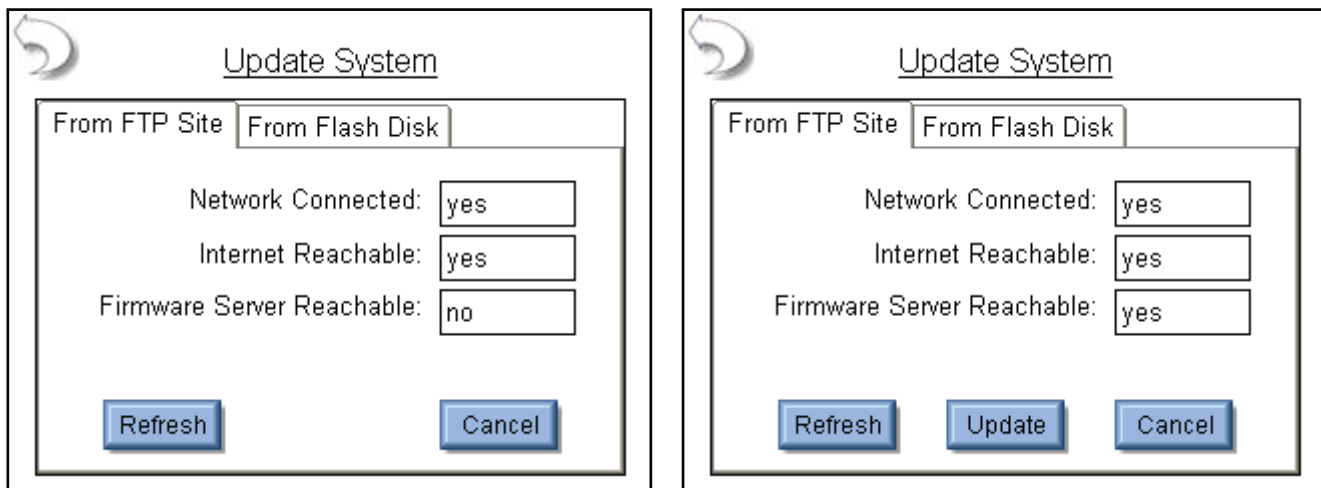 Update System
From FTP Site
From Flash Disk
Network Connected: yes
Internet Reachable: yes
Firmware Server Reachable: no
Refresh
Cancel
Update System
From FTP Site
From Flash Disk
Network Connected: yes
Internet Reachable: yes
Firmware Server Reachable: yes
Refresh
Update
Cancel